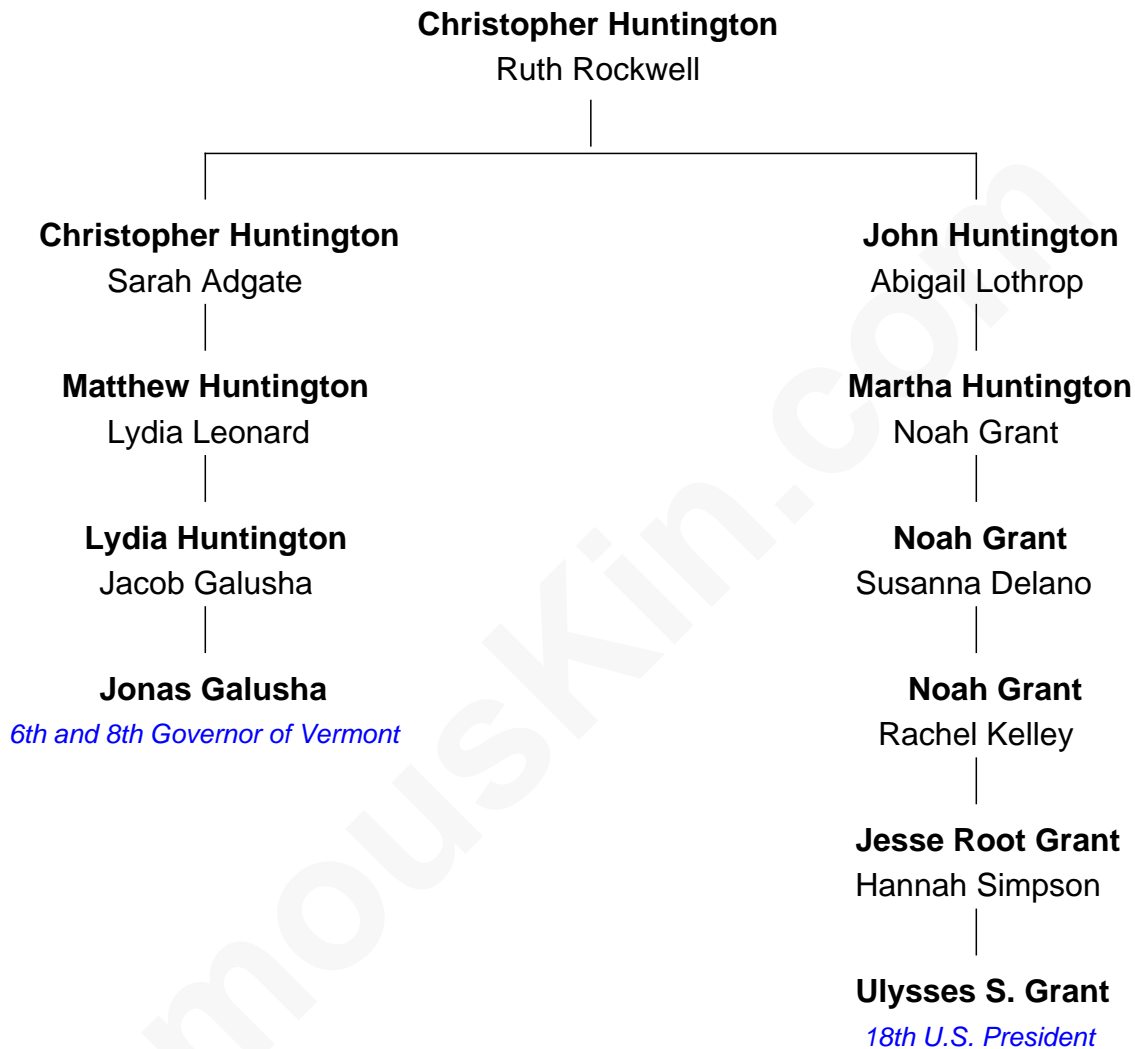 Christopher Huntington
Ruth Rockwell
Christopher Huntington
Sarah Adgate
John Huntington
Abigail Lothrop
Matthew Huntington
Lydia Leonard
Martha Huntington
Noah Grant
Lydia Huntington
Jacob Galusha
Noah Grant
Susanna Delano
Jonas Galusha
6th and 8th Governor of Vermont
Noah Grant
Rachel Kelley
Jesse Root Grant
Hannah Simpson
Ulysses S. Grant
18th U.S. President
mouskin.com